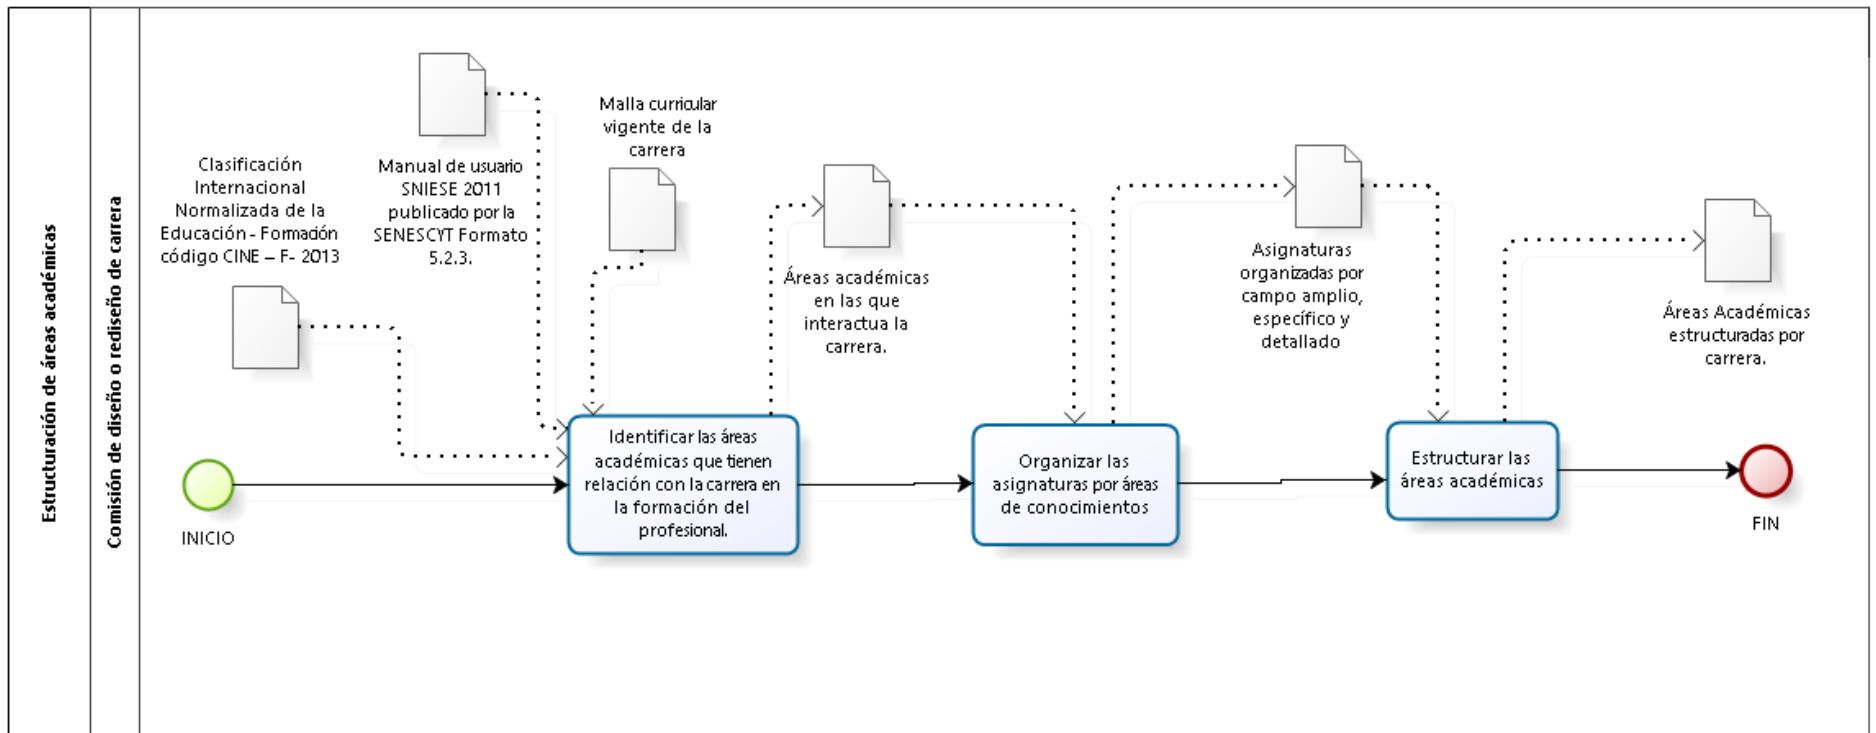 Estructuración de áreas académicas
Comisión de diseño o rediseño de carrera
Clasificación
Internacional
Normalizada de la
Educación - Formación
código CINE – F- 2013
Manual de usuario
SNIESE 2011
publicado por la
SENESCYT Formato
5.2.3.
Malla curricular
vigente de la
carrera
Áreas académicas
en las que
interactua la
carrera.
Asignaturas
organizadas por
campo amplio,
específico y
detallado
Áreas Académicas
estructuradas por
carrera.
INICIO
Identificar las áreas
académicas que tienen
relación con la carrera en
la formación del
profesional.
Organizar las
asignaturas por áreas
de conocimientos
Estructurar las
áreas académicas
FIN